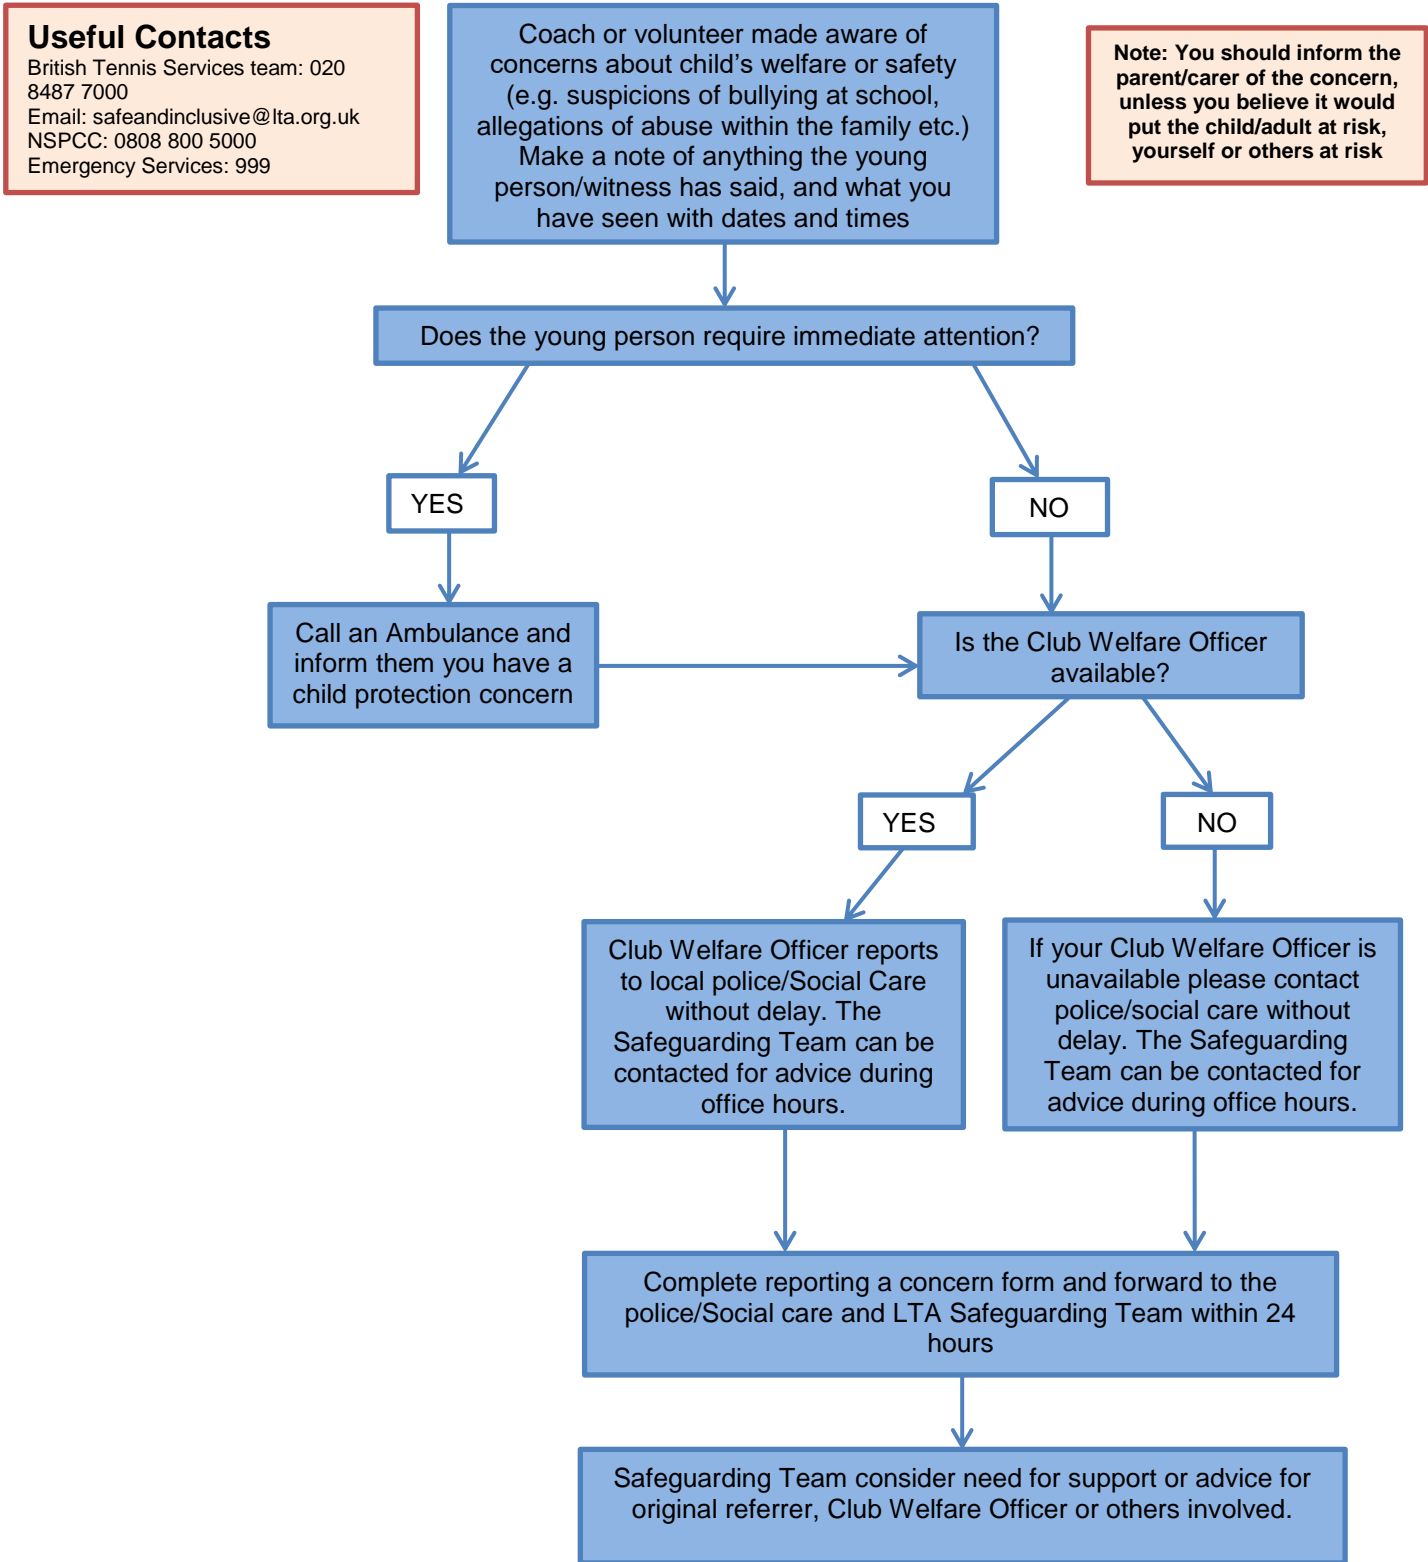 Useful Contacts
British Tennis Services team: 020
8487 7000
Email: safeandinclusive@lta.org.uk
NSPCC: 0808 800 5000
Emergency Services: 999
Coach or volunteer made aware of
concerns about child’s welfare or safety
(e.g. suspicions of bullying at school,
allegations of abuse within the family etc.)
Make a note of anything the young
person/witness has said, and what you
have seen with dates and times
Note: You should inform the
parent/carer of the concern,
unless you believe it would
put the child/adult at risk,
yourself or others at risk
Does the young person require immediate attention?
YES
NO
Call an Ambulance and
inform them you have a
child protection concern
Is the Club Welfare Officer
available?
YES
NO
Club Welfare Officer reports
to local police/Social Care
without delay. The
Safeguarding Team can be
contacted for advice during
office hours.
If your Club Welfare Officer is
unavailable please contact
police/social care without
delay. The Safeguarding
Team can be contacted for
advice during office hours.
Complete reporting a concern form and forward to the
police/Social care and LTA Safeguarding Team within 24
hours
Safeguarding Team consider need for support or advice for
original referrer, Club Welfare Officer or others involved.